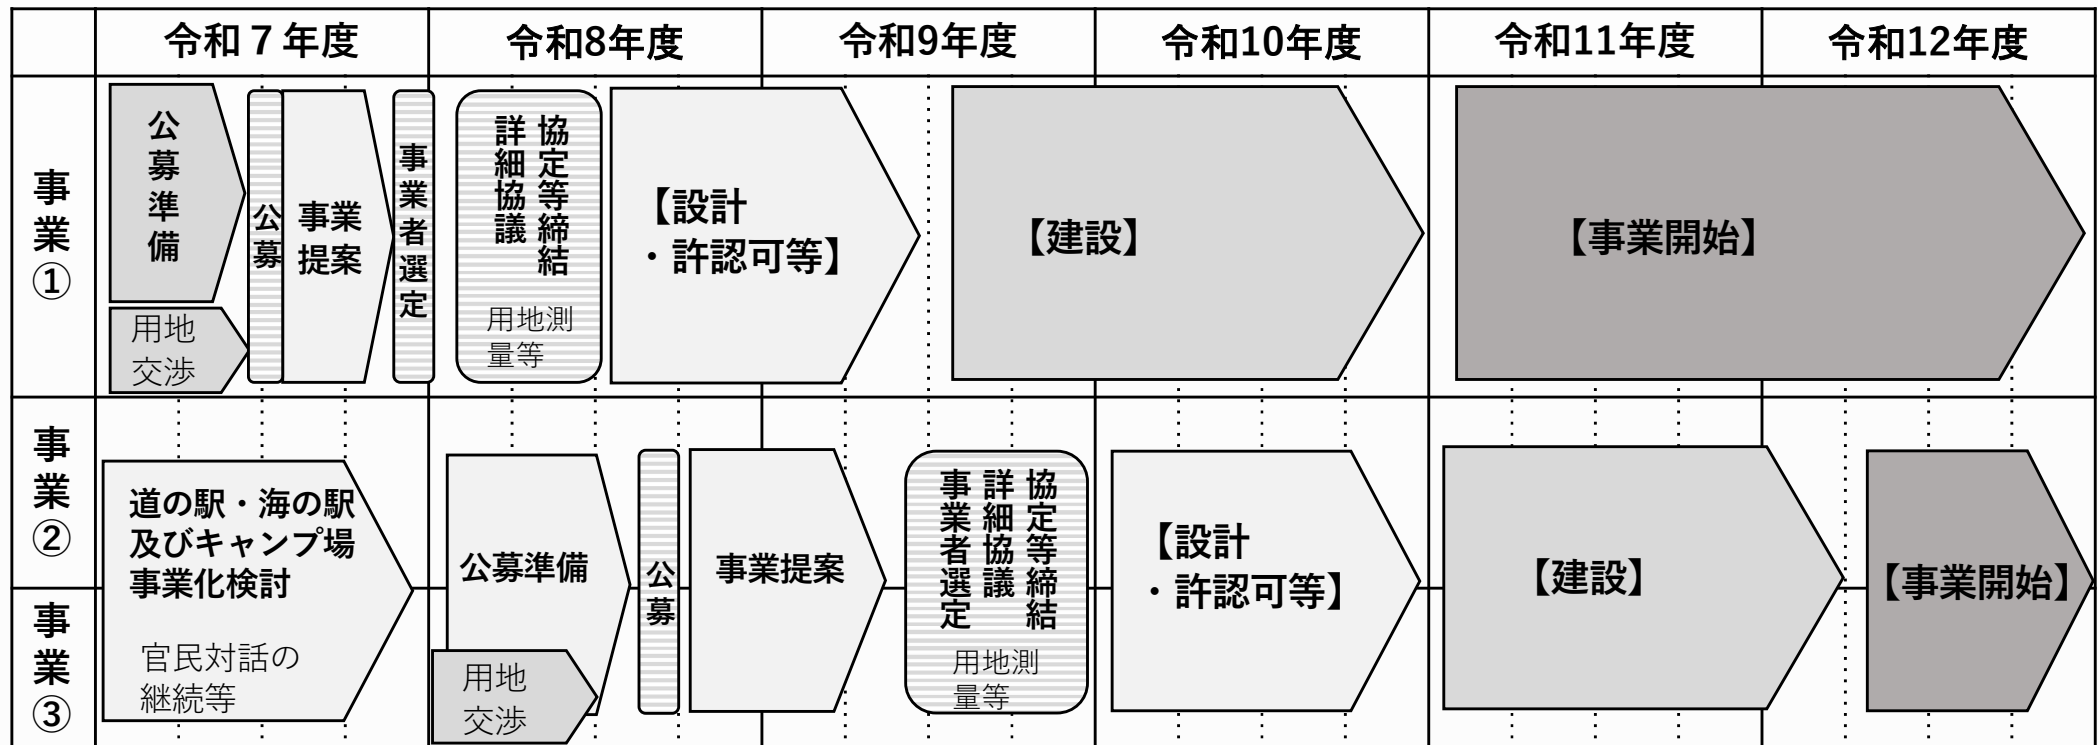 令和７年度
令和8年度
令和9年度
令和10年度
令和11年度
令和12年度
事業①
公募準備
用地
交渉
公募
事業
提案
事業者選定
協定等締結
詳細協議
用地測
量等
【設計
・許認可等】
【建設】
【事業開始】
事業②
事業③
道の駅・海の駅
及びキャンプ場
事業化検討
官民対話の
継続等
公募準備
用地
交渉
公募
事業提案
協定等締結
詳細協議
事業者選定
用地測
量等
【設計
・許認可等】
【建設】
【事業開始】